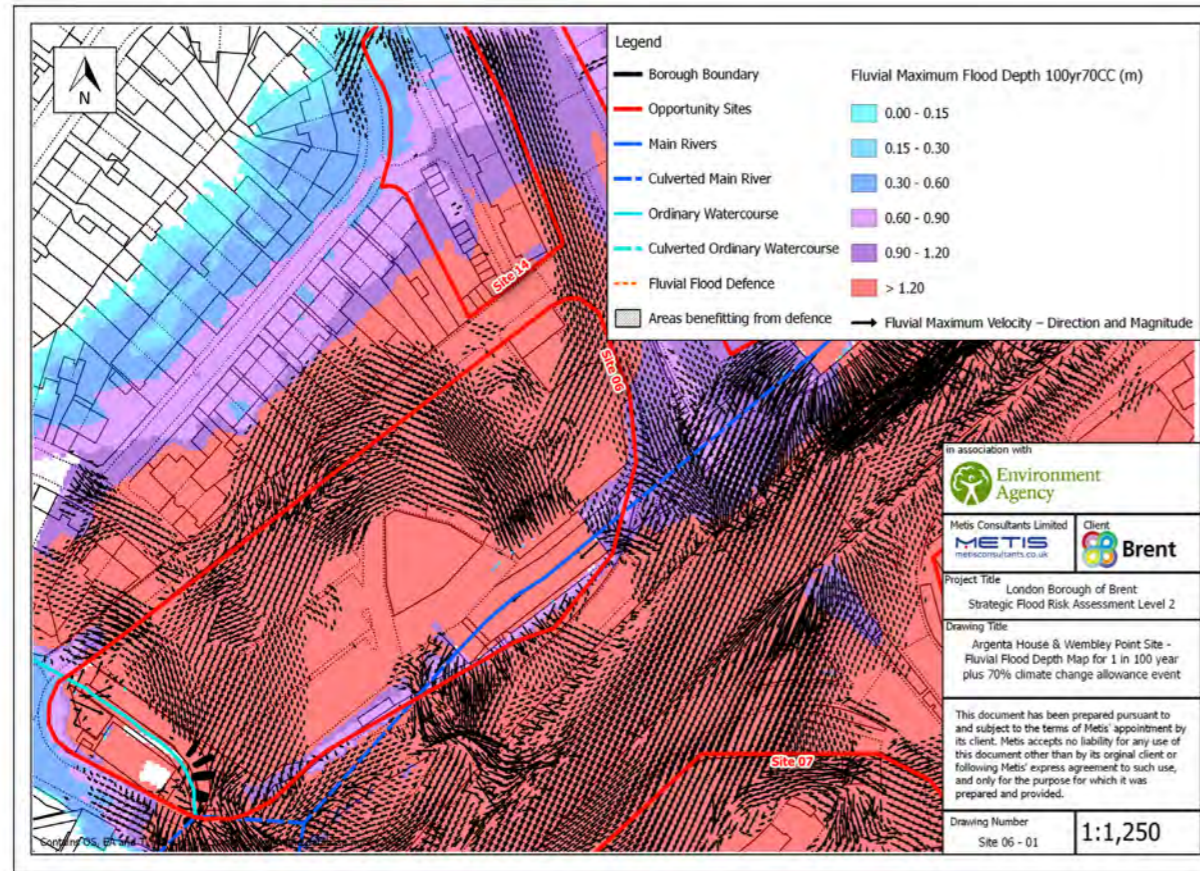 N
Site 14
Site 06
Site 07
Legend
Borough Boundary
Opportunity Sites
Main Rivers
Culverted Main River
Ordinary Watercourse
Culverted Ordinary Watercourse
Fluvial Flood Defence
Areas benefitting from defence
Fluvial Maximum Flood Depth 100yr70CC (m)
0.00 - 0.15
0.15 - 0.30
0.30 - 0.60
0.60 - 0.90
0.90 - 1.20
> 1.20
Fluvial Maximum Velocity – Direction and Magnitude
in association with
Environment
Agency
Metis Consultants Limited
METIS
metisconsultants.co.uk
Client
Brent
Project Title
London Borough of Brent
Strategic Flood Risk Assessment Level 2
Drawing Title
Argenta House & Wembley Point Site -
Fluvial Flood Depth Map for 1 in 100 year
plus 70% climate change allowance event
This document has been prepared pursuant to
and subject to the terms of Metis' appointment by
its client. Metis accepts no liability for any use of
this document other than by its orginal client or
following Metis' express agreement to such use,
and only for the purpose for which it was
prepared and provided.
Drawing Number
Site 06 - 01
1:1,250
Contains OS, EA and